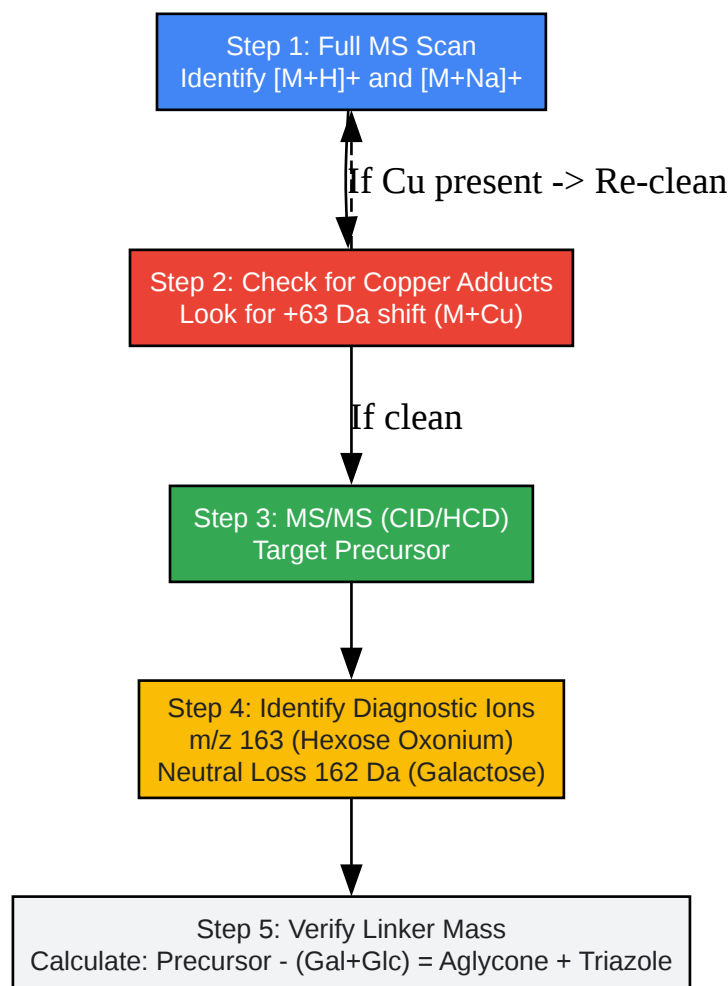 Step 1: Full MS Scan
Identify [M+H]+ and [M+Na]+
If Cu present -> Re-clean
Step 2: Check for Copper Adducts
Look for +63 Da shift (M+Cu)
If clean
Step 3: MS/MS (CID/HCD)
Target Precursor
Step 4: Identify Diagnostic Ions
m/z 163 (Hexose Oxonium)
Neutral Loss 162 Da (Galactose)
Step 5: Verify Linker Mass
Calculate: Precursor - (Gal+Glc) = Aglycone + Triazole